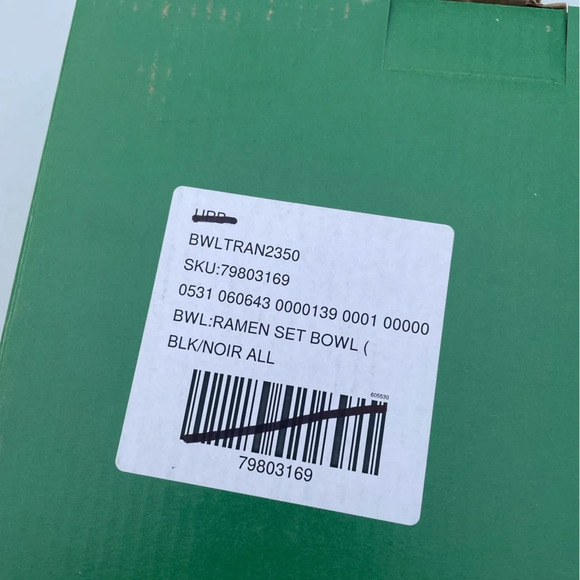 BWLTRAN2350
SKU:79803169
0531 060643 0000139 0001 00000
BWL:RAMEN SET BOWL (
BLK/NOIR ALL
605530
79803169